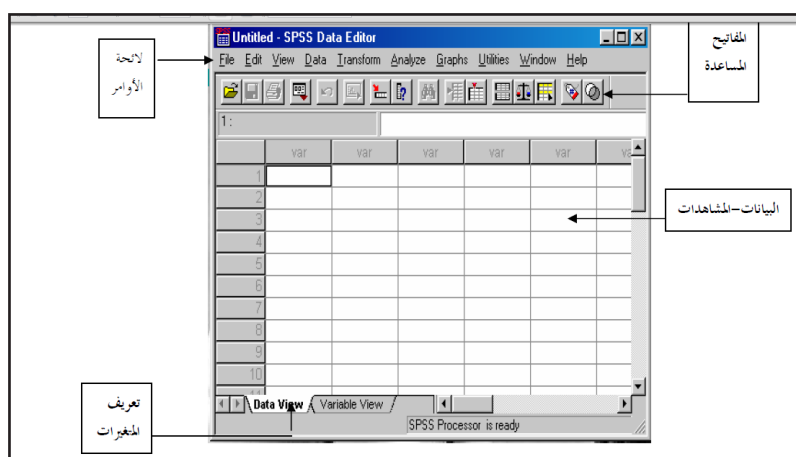 Untitled - SPSS Data Editor
File Edit View Data Transform Analyze Graphs Utilities Window Help
لائحة
الأوامر
المفاتيح
المساعدة
1 :
var var var var var
1
2
3
البيانات-المشاهدات
4
5
6
7
8
9
10
Data View Variable View
SPSS Processor is ready
تعريف
المتغيرات